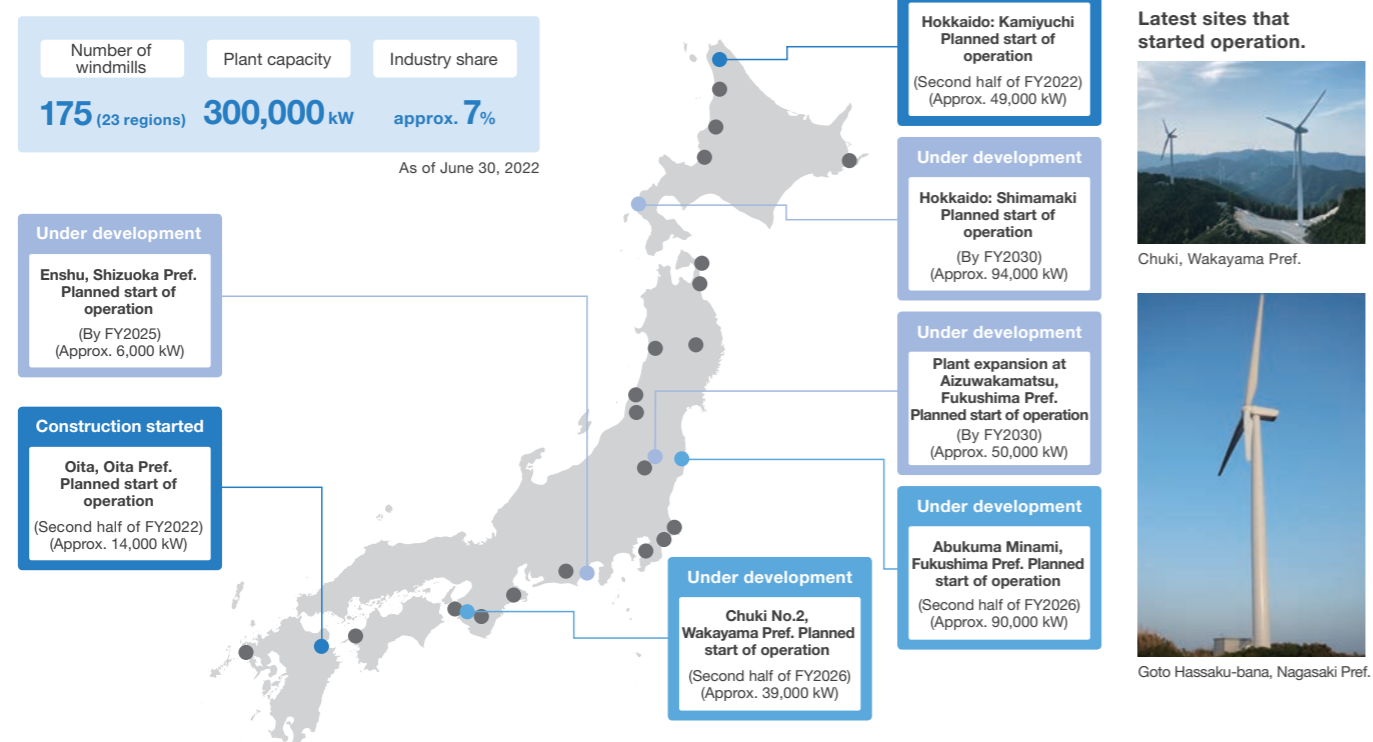 Number of
windmills
Plant capacity
Industry share
175 (23 regions)
300,000 kW
approx. 7%
As of June 30, 2022
Under development
Enshu, Shizuoka Pref.
Planned start of
operation
(By FY2025)
(Approx. 6,000 kW)
Construction started
Oita, Oita Pref.
Planned start of
operation
(Second half of FY2022)
(Approx. 14,000 kW)
Hokkaido: Kamiyuchi
Planned start of
operation
(Second half of FY2022)
(Approx. 49,000 kW)
Under development
Hokkaido: Shimamaki
Planned start of
operation
(By FY2030)
(Approx. 94,000 kW)
Under development
Plant expansion at
Aizuwakamatsu,
Fukushima Pref.
Planned start of operation
(By FY2030)
(Approx. 50,000 kW)
Under development
Abukuma Minami,
Fukushima Pref. Planned
start of operation
(Second half of FY2026)
(Approx. 90,000 kW)
Under development
Chuki No.2,
Wakayama Pref. Planned
start of operation
(Second half of FY2026)
(Approx. 39,000 kW)
Latest sites that
started operation.
Chuki, Wakayama Pref.
Goto Hassaku-bana, Nagasaki Pref.